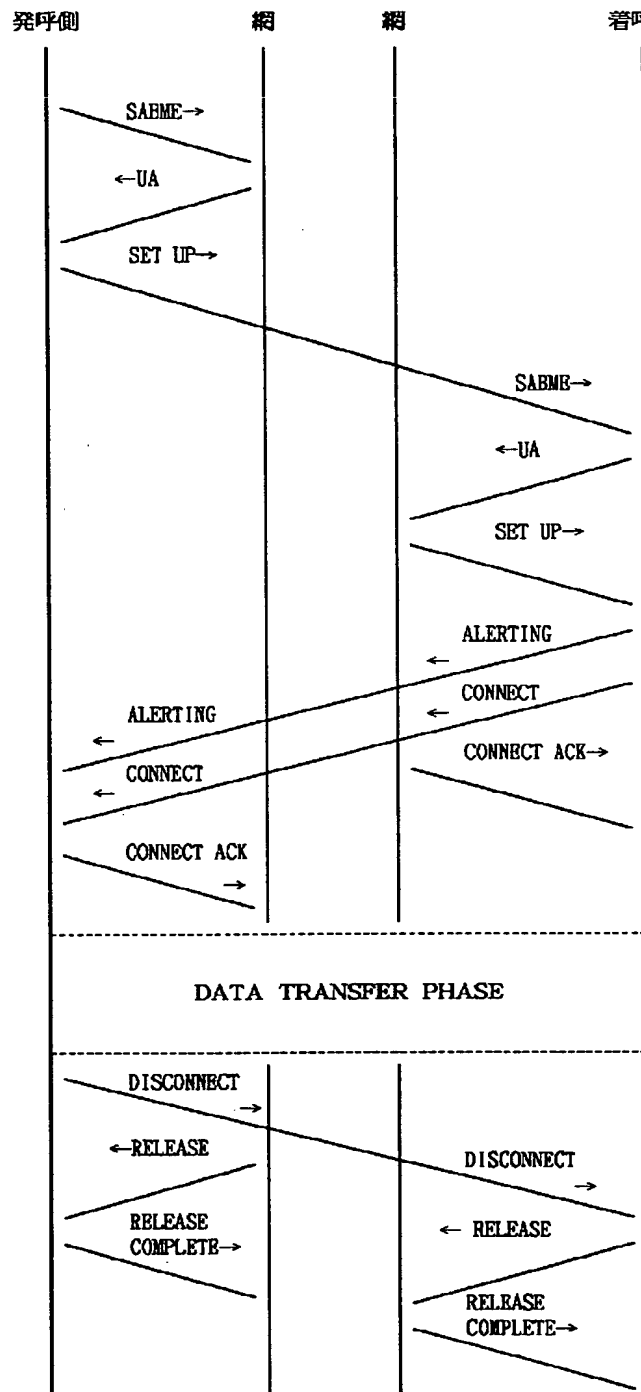 発呼側 網 網 着呼
SABME→
←UA
SET UP→
SABME→
←UA
SET UP→
ALERTING
←
CONNECT
←
ALERTING
←
CONNECT ACK→
CONNECT
←
CONNECT ACK
→
DATA TRANSFER PHASE
DISCONNECT
→
←RELEASE
DISCONNECT
→
RELEASE
COMPLETE→
← RELEASE
RELEASE
COMPLETE→